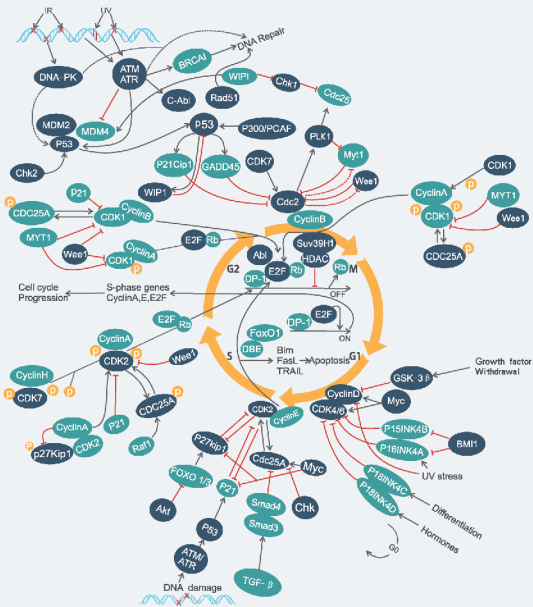 IR
UV
DNA Repair
DNA-PK
ATM
ATR
BRCAI
WIPI
Chk1
Cdc25
C-Abl
Rad51
MDM2
P53
MDM4
P53
P300/PCAF
PLK1
Chk2
P21Cip1
GADD45
CDK7
Myt1
WIP1
Cdc2
Wee1
CyclinA
CDK1
P
P
P
CDK1
MYT1
Wee1
CDC25A
P
P21
P
CDC25A
CyclinB
CDK1
MYT1
Wee1
CyclinA
CDK1
P
P
E2F
Rb
CyclinB
Suv39H1
HDAC
Abl
G2
E2F
Rb
Rb
M
DP-1
OFF
Cell cycle
Progression
S-phase genes
CyclinA,E,E2F
E2F
Rb
E2F
DP-1
ON
FoxO1
DBE
S
Bim
FasL
TRAIL
Apoptosis
G1
CyclinA
CDK2
P
P
P
Wee1
CyclinH
CDK7
P
CyclinA
CDK2
P21
P
p27Kip1
CDC25A
P
Raf1
Growth factor
Withdrawal
GSK-3β
CyclinD
CDK4/6
Myc
P15INK4B
P16INK4A
BMI1
UV stress
P18INK4C
P18INK4D
Differentiation
Hormones
G0
CDK2
CyclinE
P27kip1
Cdc25A
Myc
FOXO 1/3
P21
Akt
Smad4
Smad3
Chk
P53
ATM/
ATR
TGF-β
DNA damage